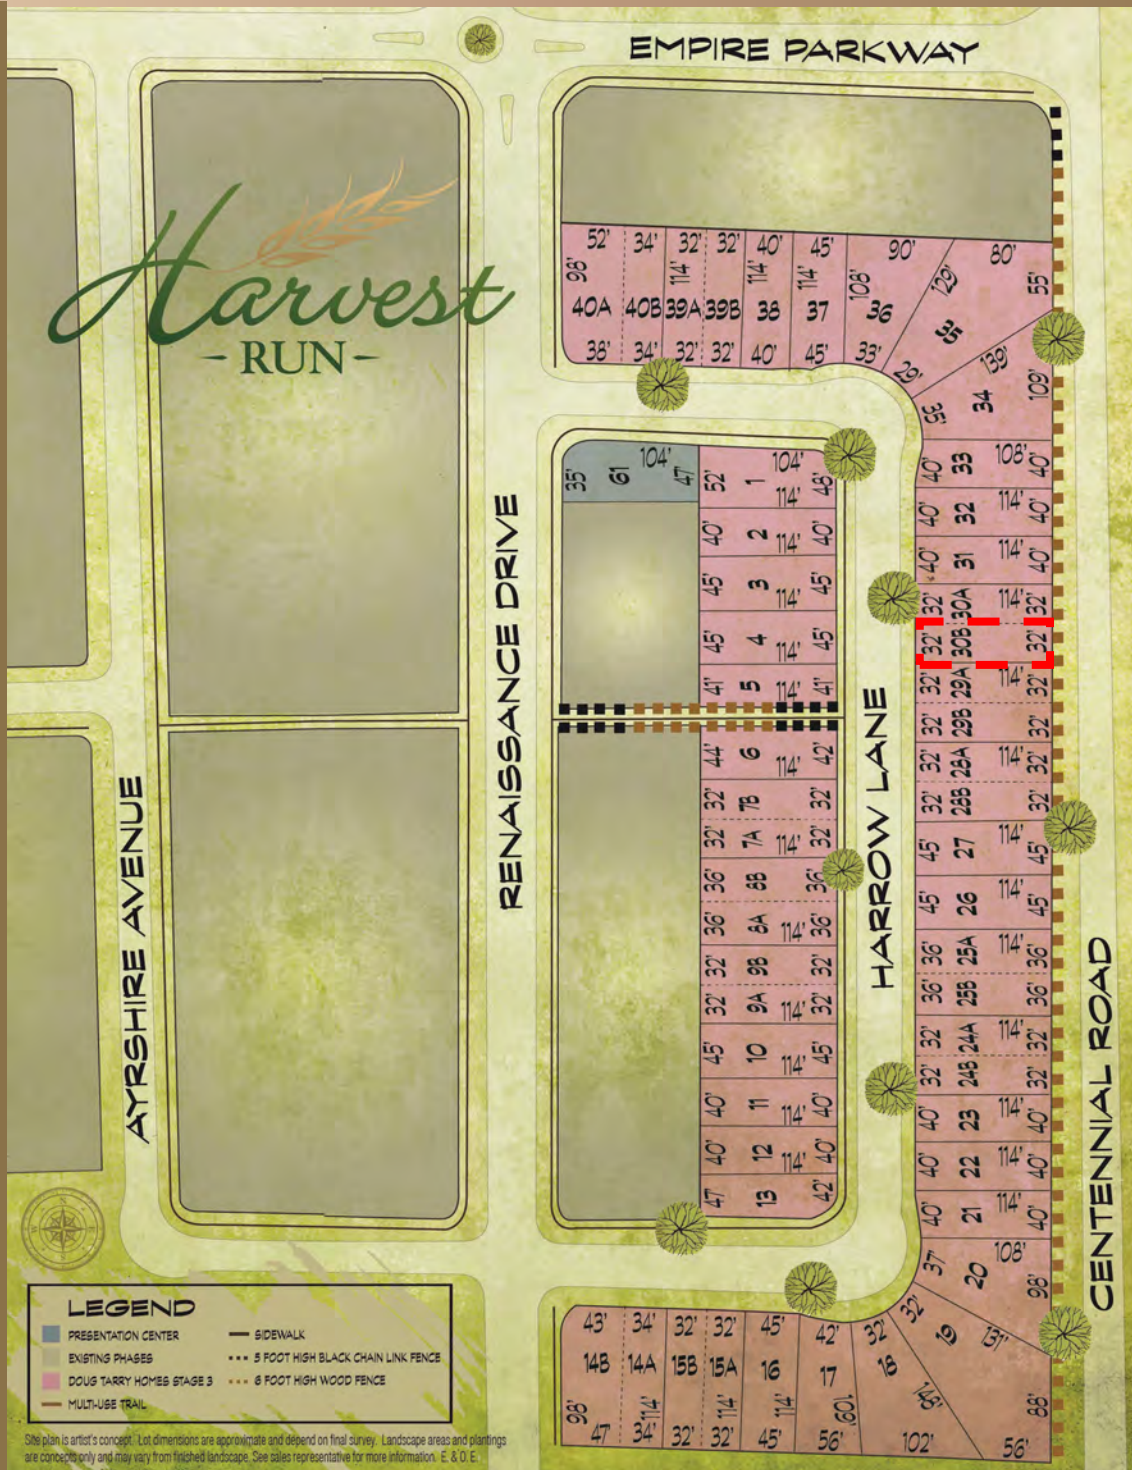 EMPIRE PARKWAY
Harvest
- RUN -
52' 34' 32' 32' 40' 45' 90' 80'
98' 114' 114' 114' 108' 129' 55'
40A 40B 39A 39B 38 37 36 35
38' 34' 32' 32' 40' 45' 33' 29' 139'
35 34 109'
40' 33 108' 40'
40' 32 114' 40'
40' 31 114' 40'
32' 30A 114' 32'
32' 30B 32'
32' 29A 114' 32'
32' 29B 32'
32' 28A 114' 32'
32' 28B 32'
45' 27 114' 45'
45' 26 114' 45'
36' 25A 114' 36'
36' 25B 36'
32' 24A 114' 32'
32' 24B 32'
40' 23 114' 40'
40' 22 114' 40'
40' 21 114' 40'
37' 20 108' 98'
32' 19 131'
35' 61 104' 47'
52' 1 104' 114' 48'
40' 2 114' 40'
45' 3 114' 45'
45' 4 114' 45'
41' 5 114' 41'
44' 6 114' 42'
32' 7B 32'
32' 7A 114' 32'
36' 8B 36'
36' 8A 114' 36'
32' 9B 32'
32' 9A 114' 32'
45' 10 114' 45'
40' 11 114' 40'
40' 12 114' 40'
47' 13 42'
43' 34' 32' 32' 45' 42' 32'
14B 14A 15B 15A 16 17 18
98' 114' 114' 114' 109' 148' 88'
47' 34' 32' 32' 45' 56' 102' 56'
AYRSHIRE AVENUE
RENAISSANCE DRIVE
HARROW LANE
CENTENNIAL ROAD
N
LEGEND
PRESENTATION CENTER
EXISTING PHASES
DOUG TARRY HOMES STAGE 3
MULTI-USE TRAIL
SIDEWALK
5 FOOT HIGH BLACK CHAIN LINK FENCE
6 FOOT HIGH WOOD FENCE
Site plan is artist's concept. Lot dimensions are approximate and depend on final survey. Landscape areas and plantings
are concepts only and may vary from finished landscape. See sales representative for more information. E. & O. E.